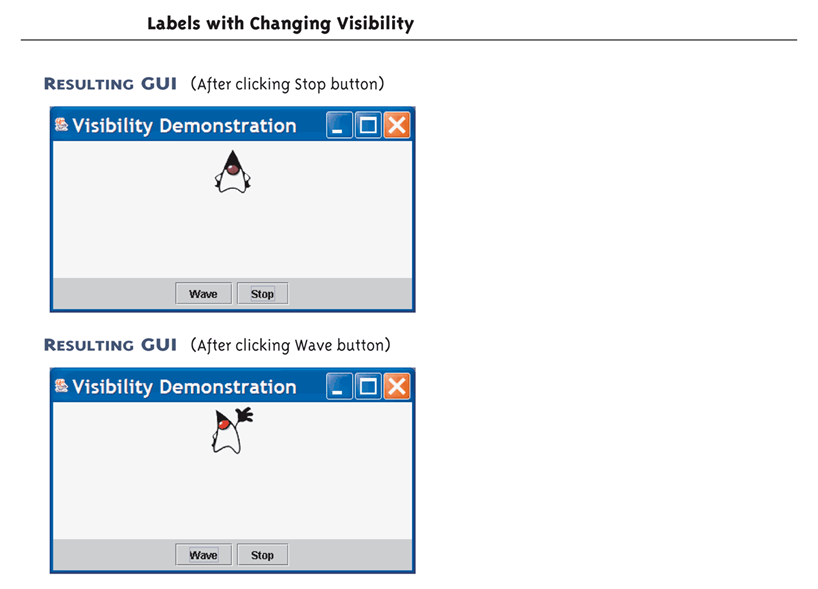 Labels with Changing Visibility
RESULTING GUI (After clicking Stop button)
Visibility Demonstration
Wave Stop
RESULTING GUI (After clicking Wave button)
Visibility Demonstration
Wave Stop